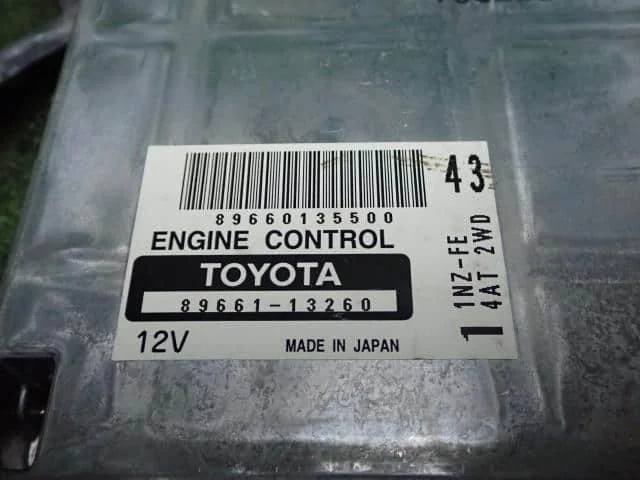 43
89660135500
ENGINE CONTROL
TOYOTA
89661-13260
12V
MADE IN JAPAN
1NZ-FE
1 4AT 2WD